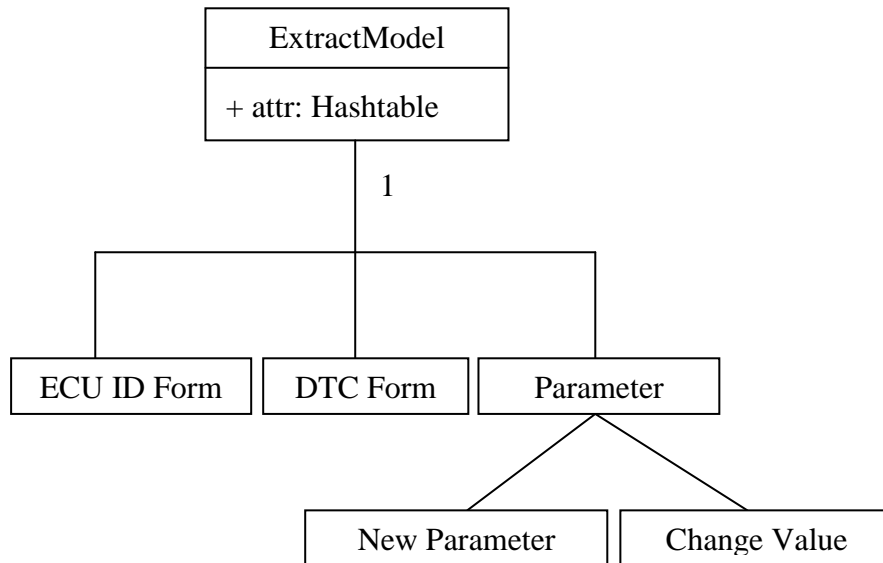 ExtractModel
+ attr: Hashtable
1
ECU ID Form
DTC Form
Parameter
New Parameter
Change Value